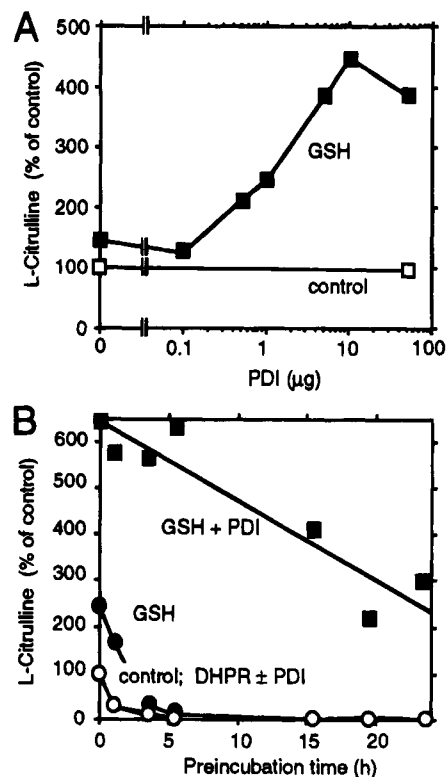 A
L-Citrulline (% of control)
500
400
300
200
100
0
GSH
control
0
0.1
1
10
100
PDI (µg)
B
L-Citrulline (% of control)
600
500
400
300
200
100
0
GSH + PDI
GSH
control; DHPR ± PDI
0
5
10
15
20
Preincubation time (h)